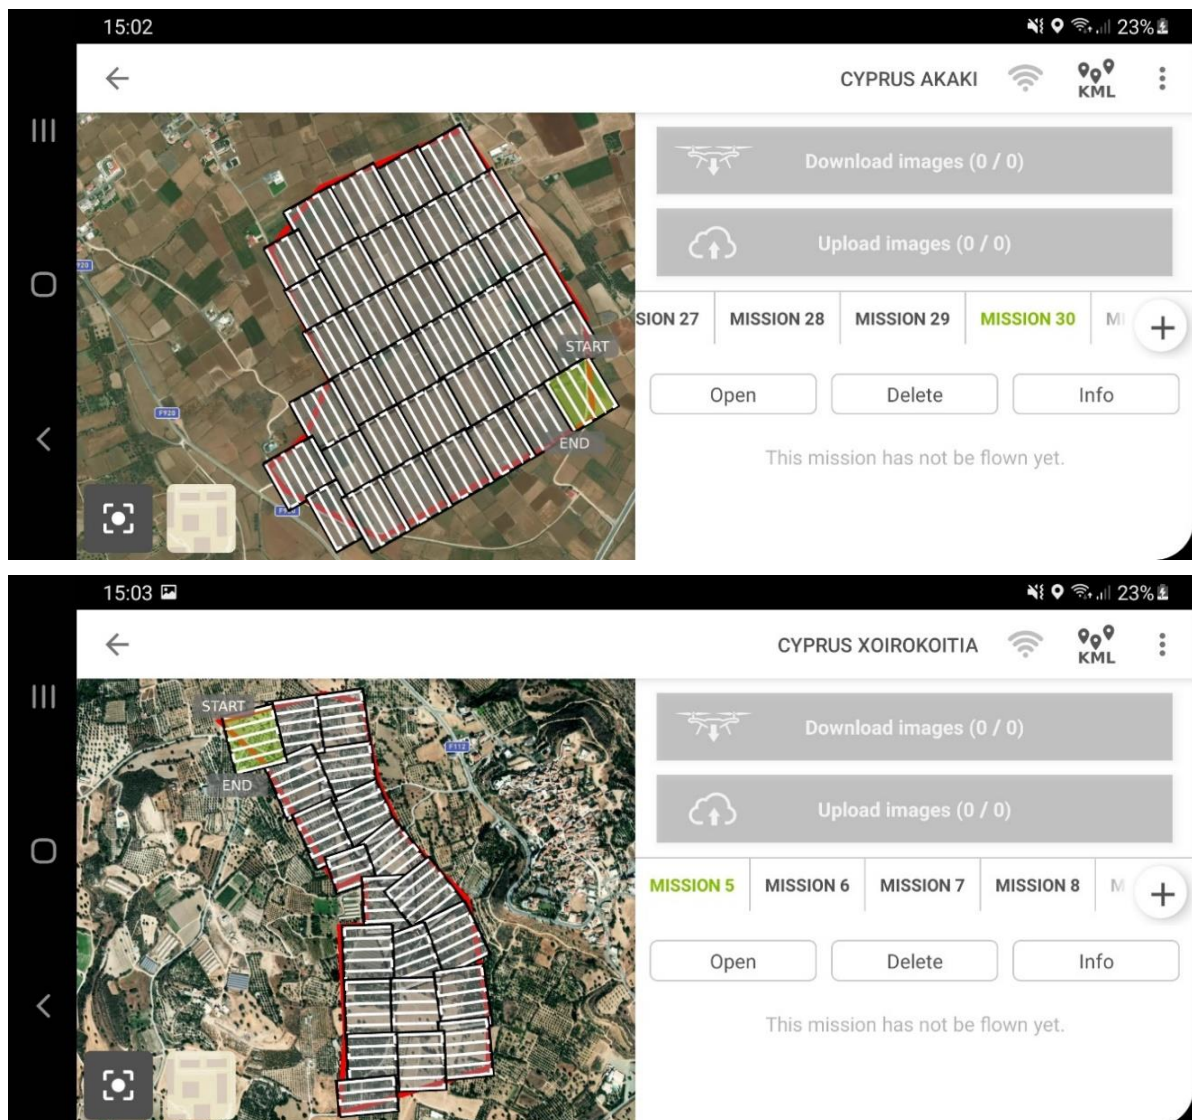 15:02
23%
CYPRUS AKAKI
KML
Download images (0 / 0)
Upload images (0 / 0)
SION 27
MISSION 28
MISSION 29
MISSION 30
Open
Delete
Info
This mission has not be flown yet.
START
END
F920
15:03
23%
CYPRUS XOIROKOITIA
KML
Download images (0 / 0)
Upload images (0 / 0)
MISSION 5
MISSION 6
MISSION 7
MISSION 8
M
Open
Delete
Info
This mission has not be flown yet.
START
END
F112